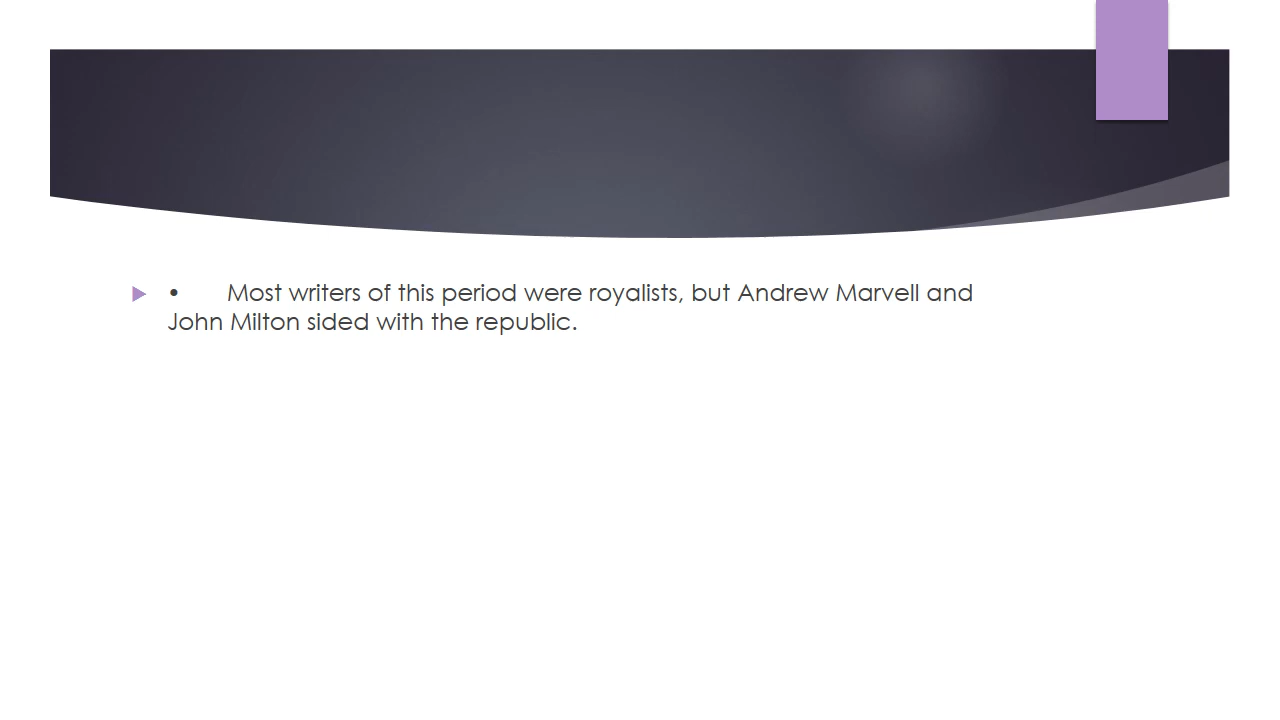 • Most writers of this period were royalists, but Andrew Marvell and
John Milton sided with the republic.